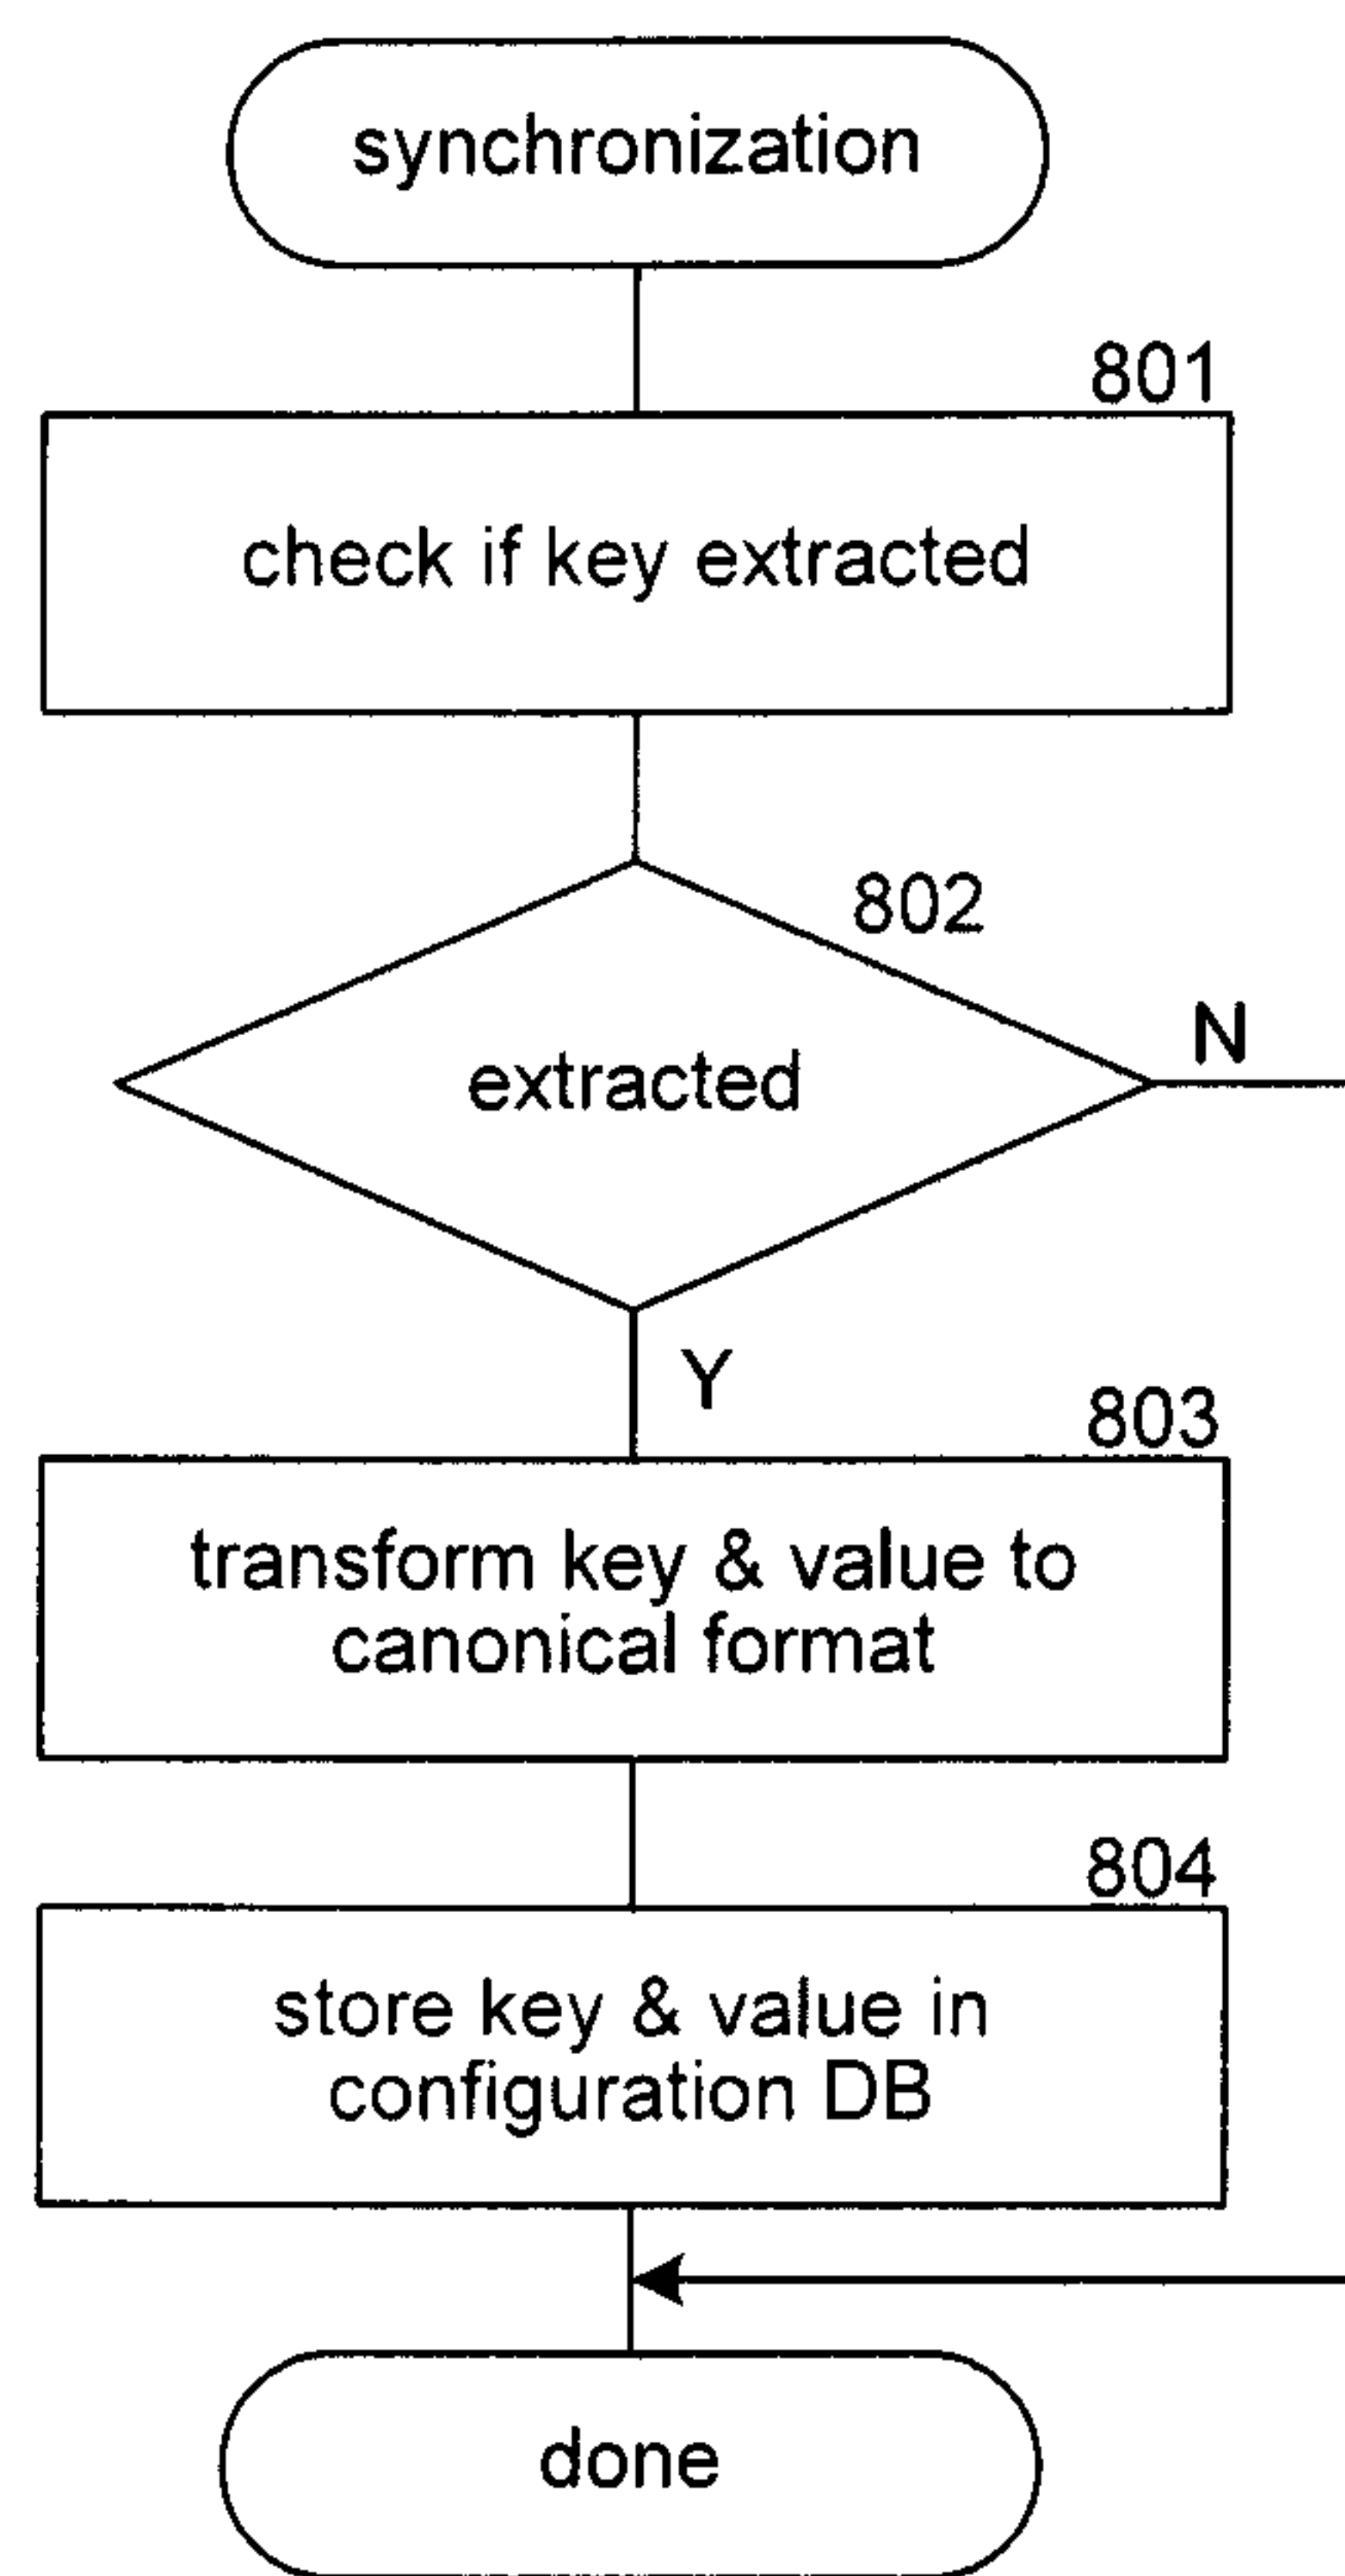 synchronization
801
check if key extracted
802
extracted
N
Y
803
transform key & value to
canonical format
804
store key & value in
configuration DB
done